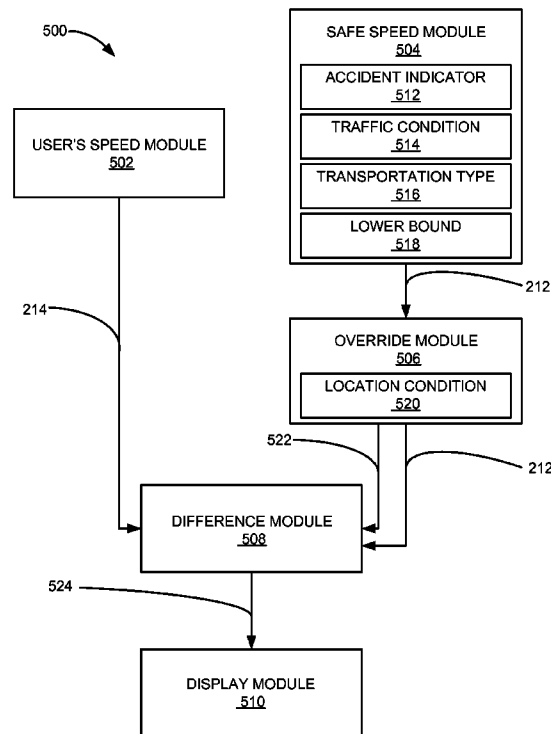 500
SAFE SPEED MODULE
504
ACCIDENT INDICATOR
512
TRAFFIC CONDITION
514
TRANSPORTATION TYPE
516
LOWER BOUND
518
USER'S SPEED MODULE
502
212
214
OVERRIDE MODULE
506
LOCATION CONDITION
520
522
212
DIFFERENCE MODULE
508
524
DISPLAY MODULE
510